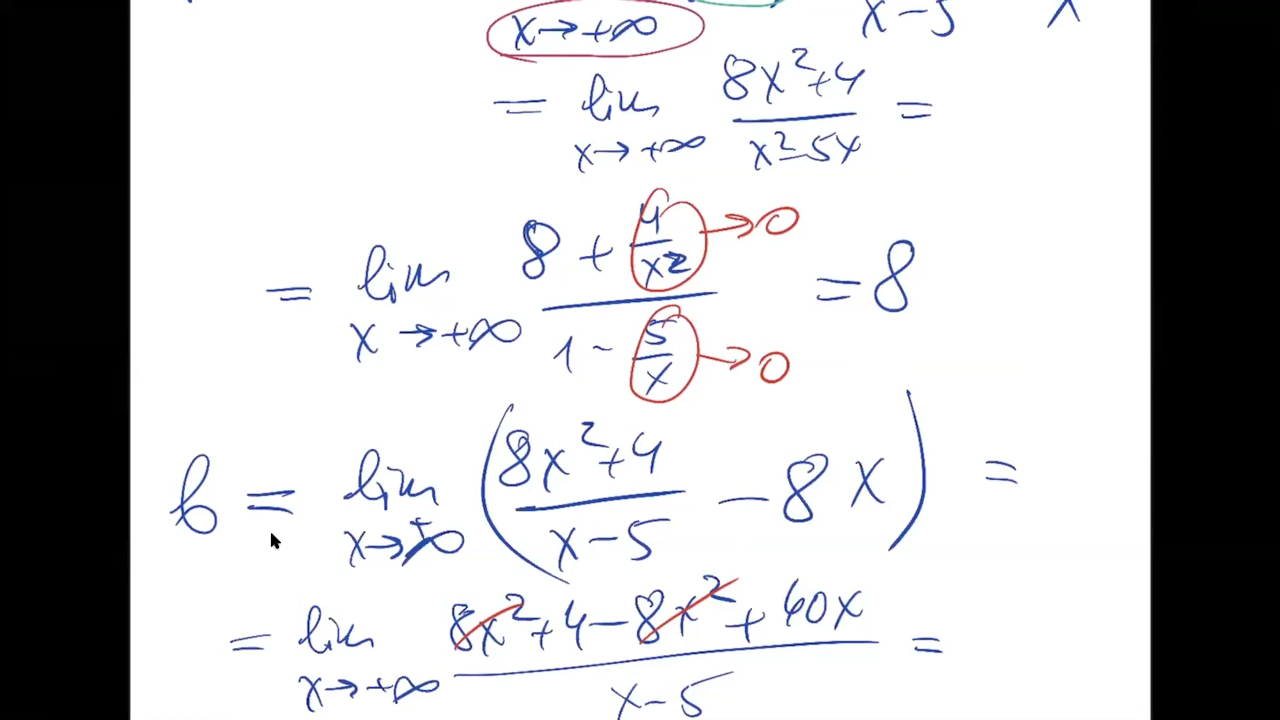 x→+∞ x-5 x
= lim x→+∞ (8x²+4)/(x²-5x) =
= lim x→+∞ (8 + 4/x² →0)/(1 - 5/x →0) = 8
b = lim x→+∞ ((8x²+4)/(x-5) - 8x) =
= lim x→+∞ (8x²+4-8x²+40x)/(x-5) =